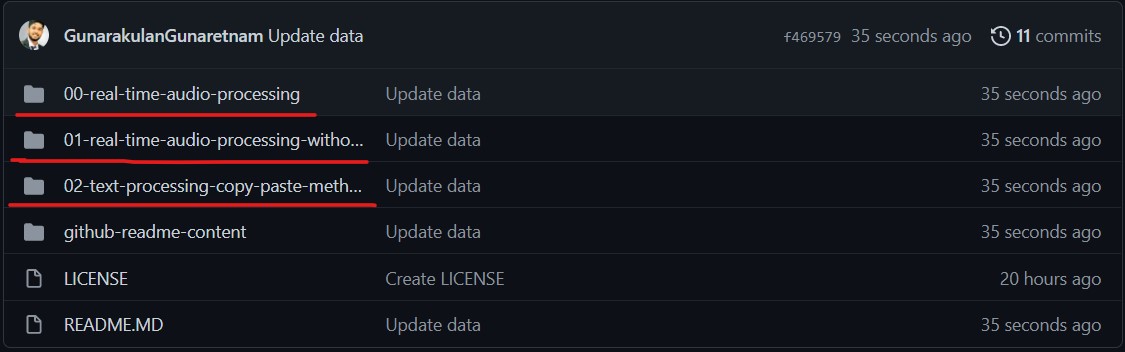 GunarakulanGunaretnam Update data f469579 35 seconds ago 11 commits
00-real-time-audio-processing Update data 35 seconds ago
01-real-time-audio-processing-witho... Update data 35 seconds ago
02-text-processing-copy-paste-meth... Update data 35 seconds ago
github-readme-content Update data 35 seconds ago
LICENSE Create LICENSE 20 hours ago
README.MD Update data 35 seconds ago